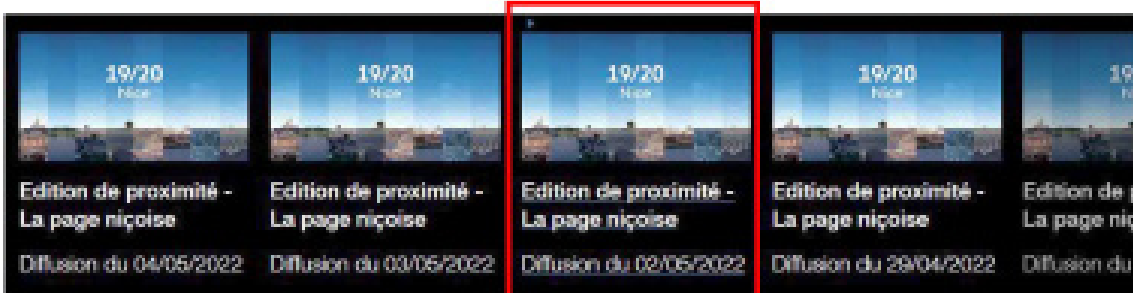 19/20
Nice
Edition de proximité -
La page niçoise
Diffusion du 04/05/2022
19/20
Nice
Edition de proximité -
La page niçoise
Diffusion du 03/05/2022
19/20
Nice
Edition de proximité -
La page niçoise
Diffusion du 02/05/2022
19/20
Nice
Edition de proximité -
La page niçoise
Diffusion du 29/04/2022
19
Edition de
La page
Diffusion du